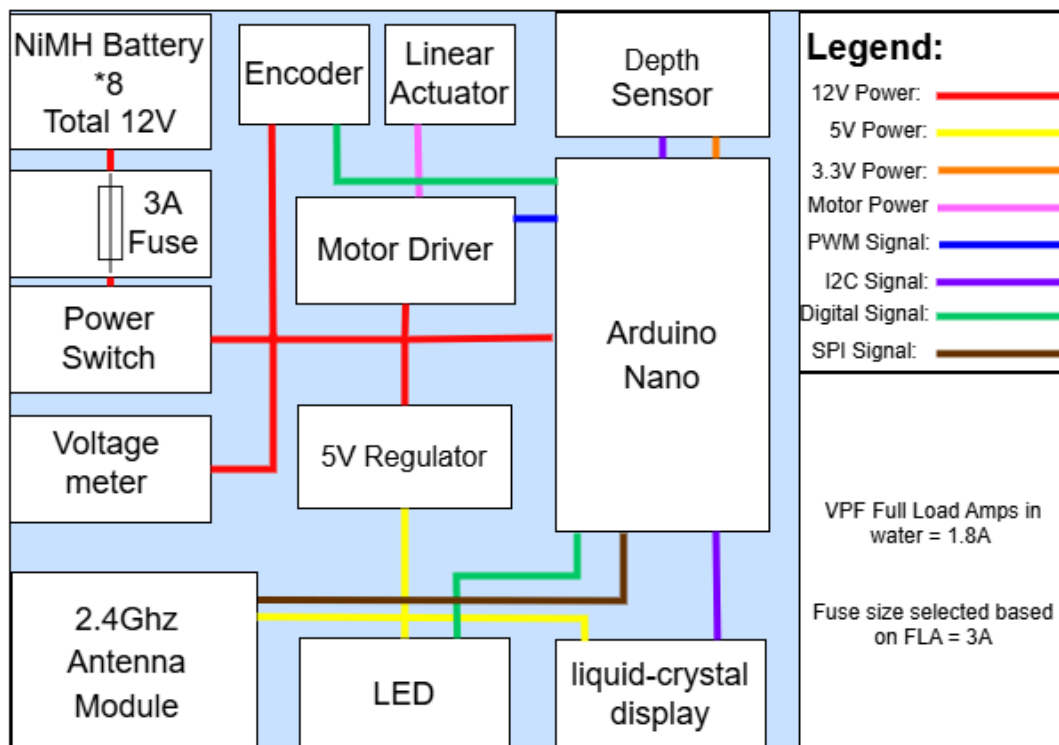 NiMH Battery
*8
Total 12V
3A
Fuse
Power
Switch
Voltage
meter
2.4Ghz
Antenna
Module
Encoder
Linear
Actuator
Motor Driver
5V Regulator
LED
Depth
Sensor
Arduino
Nano
liquid-crystal
display
Legend:
12V Power:
5V Power:
3.3V Power:
Motor Power
PWM Signal:
I2C Signal:
Digital Signal:
SPI Signal:
VPF Full Load Amps in
water = 1.8A
Fuse size selected based
on FLA = 3A